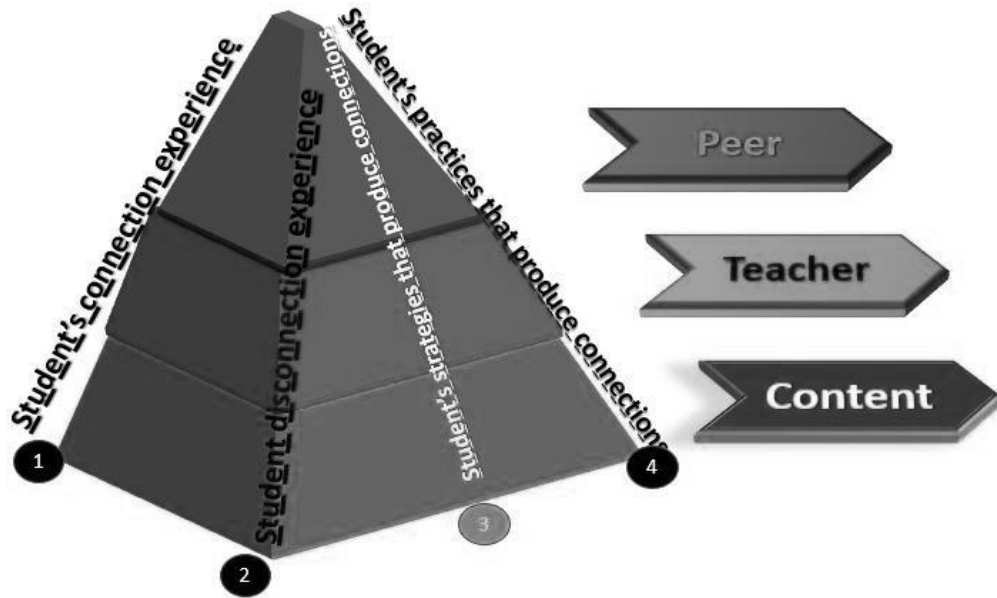 Student's connection experience
Student disconnection experience
Student's strategies that produce connections
Student's practices that produce connections
Peer
Teacher
Content
1
2
3
4